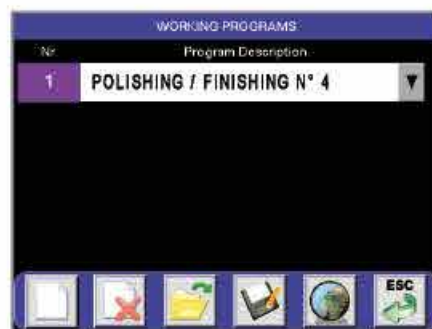 WORKING PROGRAMS
Nr Program Description
1 POLISHING / FINISHING N° 4
ESC